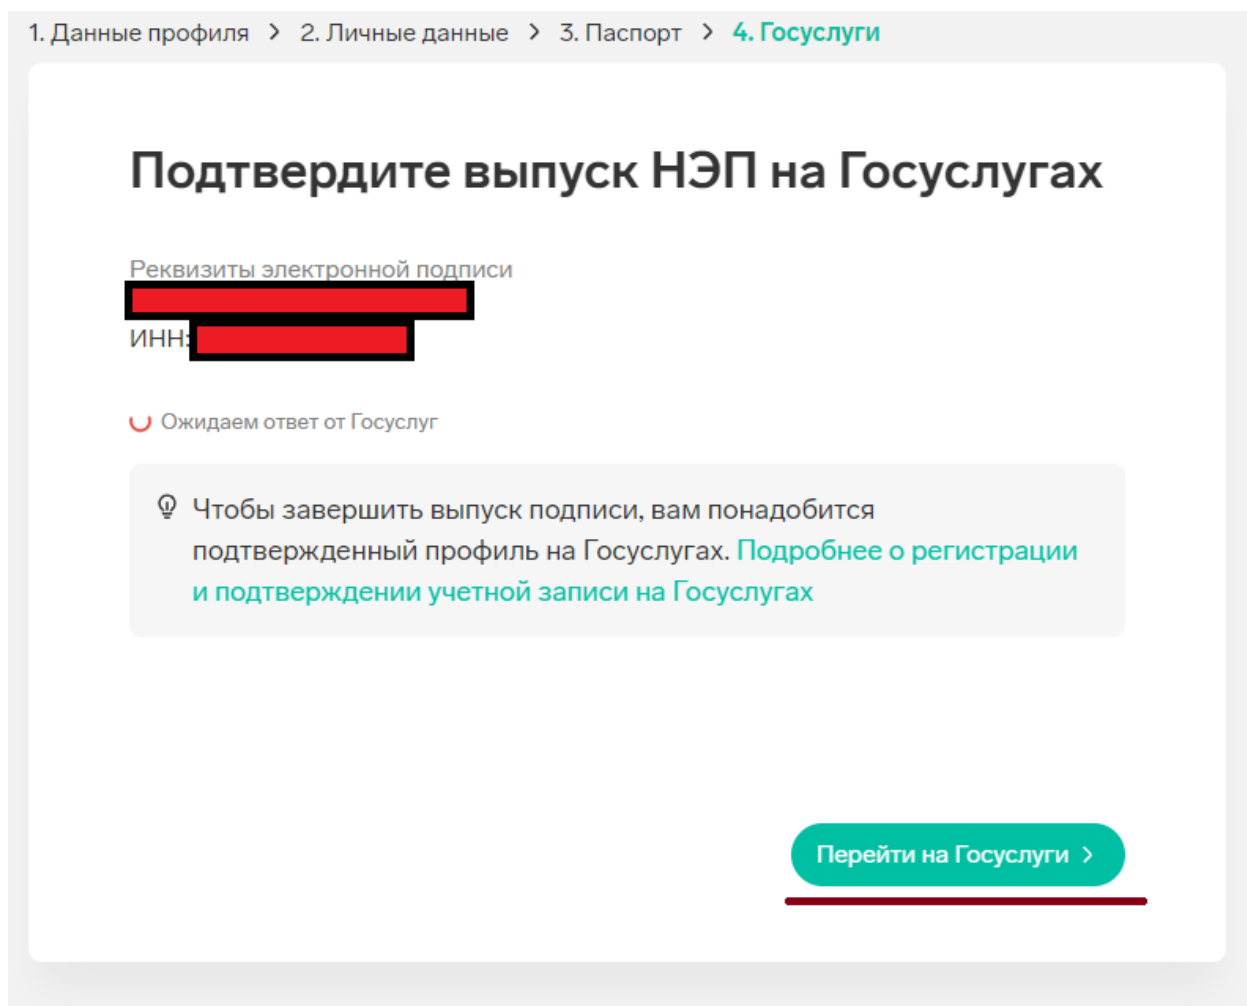 1. Данные профиля > 2. Личные данные > 3. Паспорт > 4. Госуслуги
Подтвердите выпуск НЭП на Госуслугах
Реквизиты электронной подписи
ИНН:
Ожидаем ответ от Госуслуг
Чтобы завершить выпуск подписи, вам понадобится
подтвержденный профиль на Госуслугах. Подробнее о регистрации
и подтверждении учетной записи на Госуслугах
Перейти на Госуслуги >